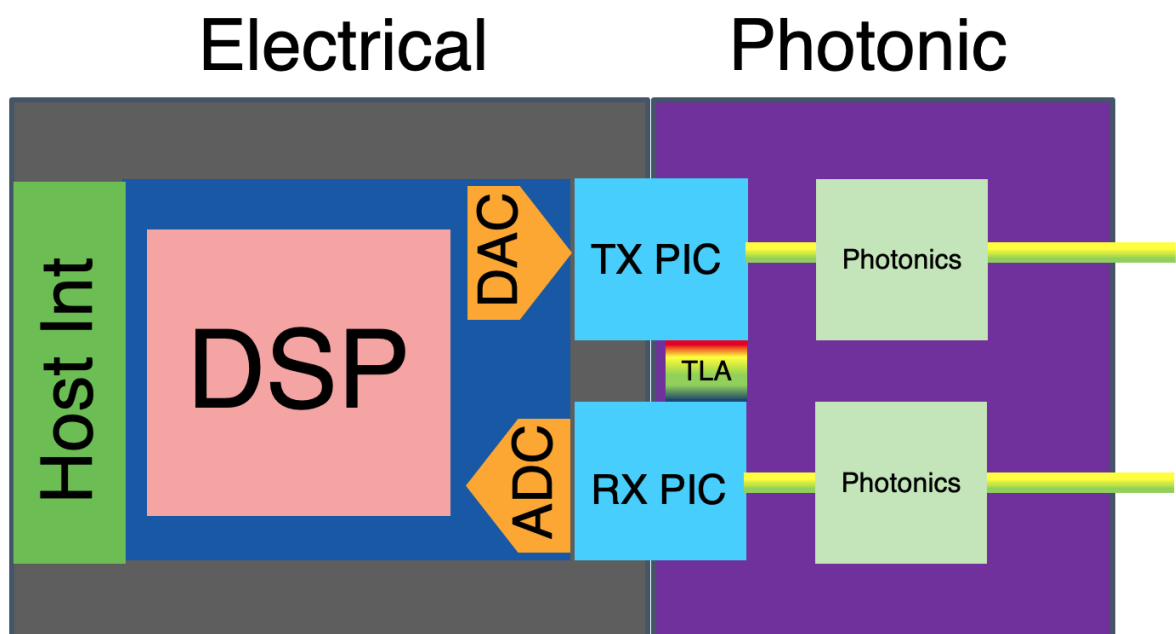 Electrical
Photonic
Host Int
DSP
DAC
ADC
TX PIC
TLA
RX PIC
Photonics
Photonics